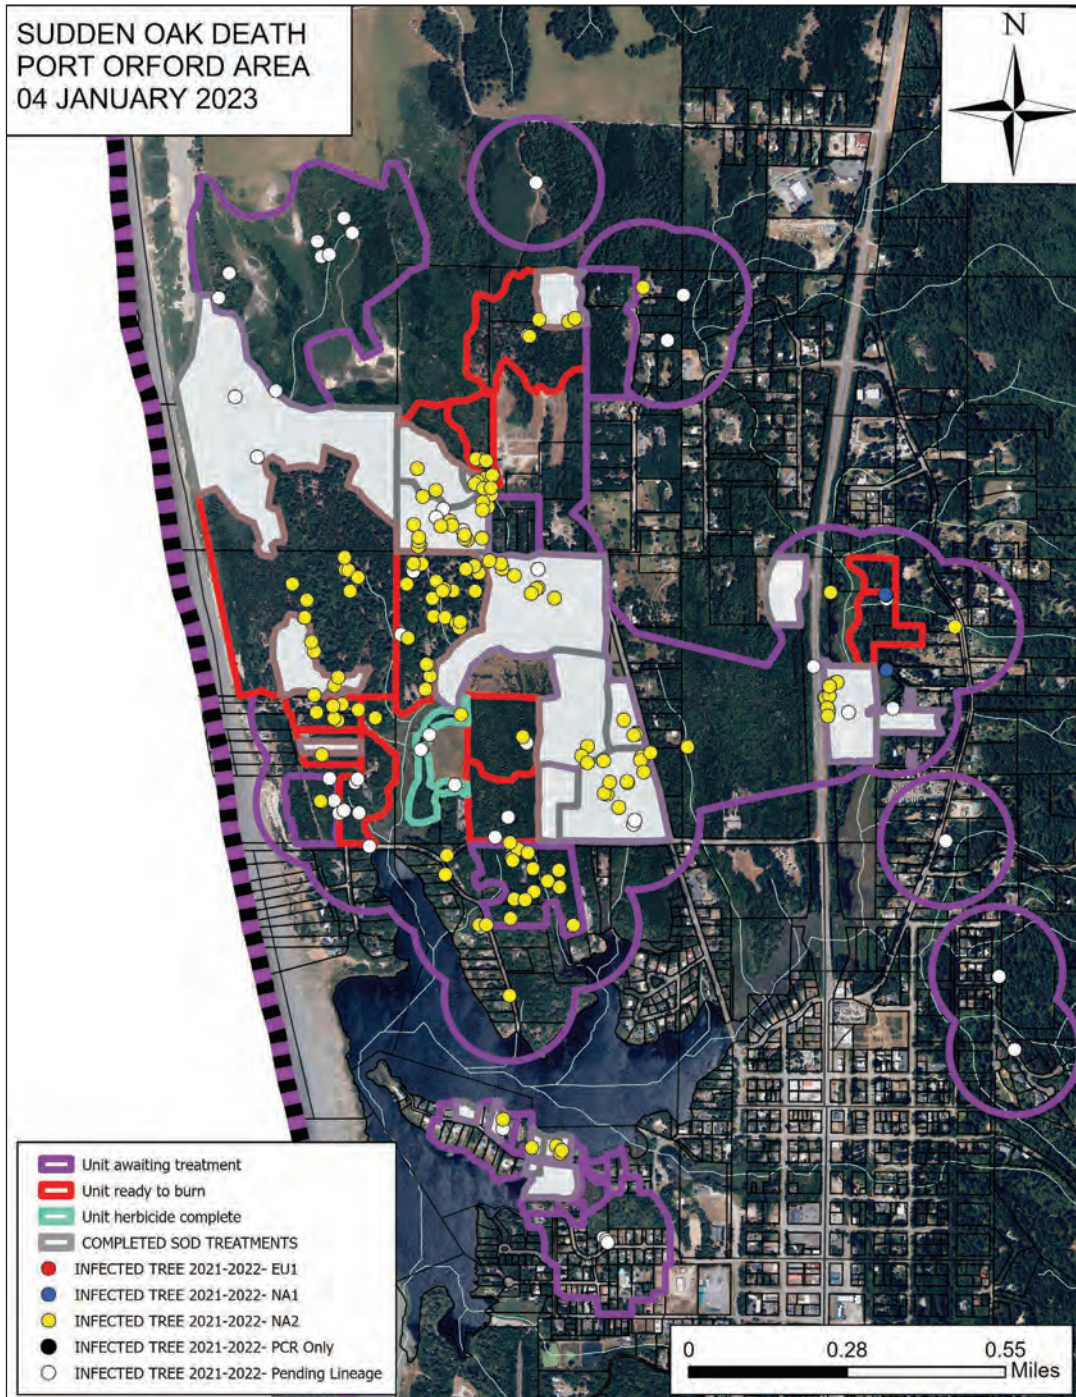 SUDDEN OAK DEATH
PORT ORFORD AREA
04 JANUARY 2023
N
Unit awaiting treatment
Unit ready to burn
Unit herbicide complete
COMPLETED SOD TREATMENTS
INFECTED TREE 2021-2022- EU1
INFECTED TREE 2021-2022- NA1
INFECTED TREE 2021-2022- NA2
INFECTED TREE 2021-2022- PCR Only
INFECTED TREE 2021-2022- Pending Lineage
0 0.28 0.55
Miles